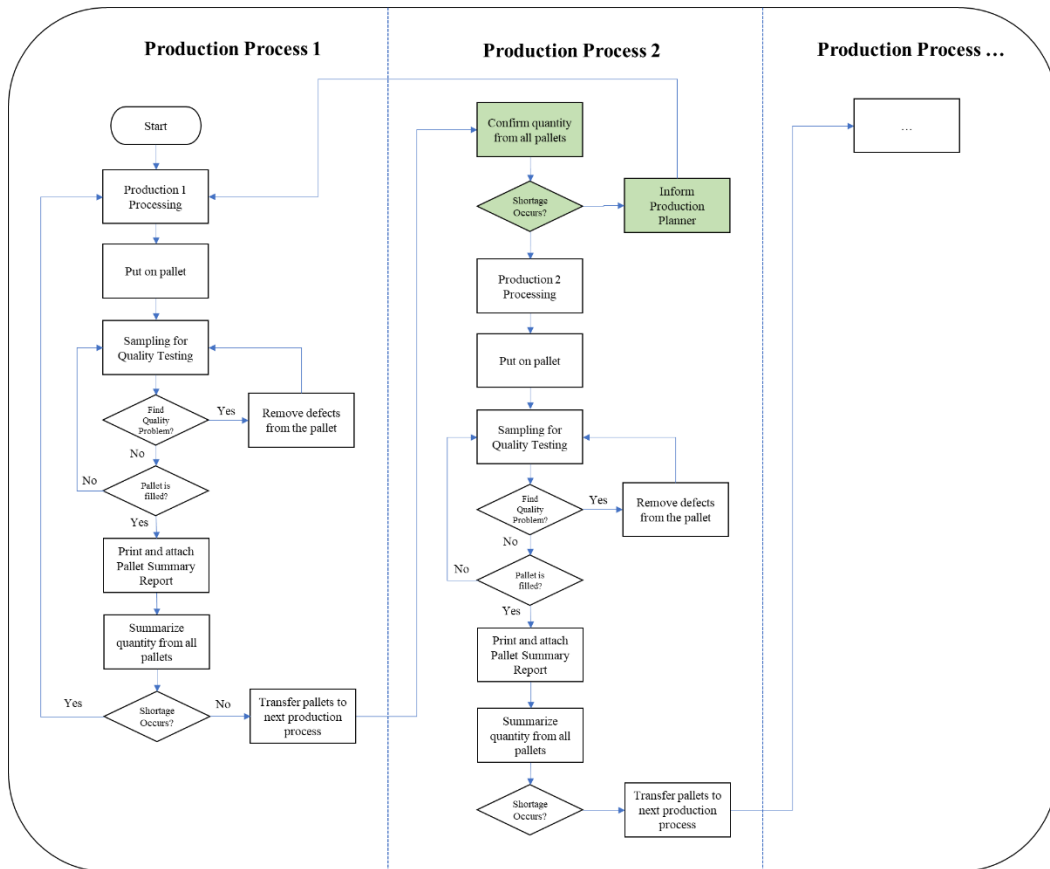 Production Process 1
Start
Production 1
Processing
Put on pallet
Sampling for
Quality Testing
Find
Quality
Problem?
Yes
Remove defects
from the pallet
No
No
Pallet is
filled?
Yes
Print and attach
Pallet Summary
Report
Summarize
quantity from all
pallets
Yes
Shortage
Occurs?
No
Transfer pallets to
next production
process
Production Process 2
Confirm quantity
from all pallets
Shortage
Occurs?
Inform
Production
Planner
Production 2
Processing
Put on pallet
Sampling for
Quality Testing
Find
Quality
Problem?
Yes
Remove defects
from the pallet
No
No
Pallet is
filled?
Yes
Print and attach
Pallet Summary
Report
Summarize
quantity from all
pallets
Shortage
Occurs?
Transfer pallets to
next production
process
Production Process …
…